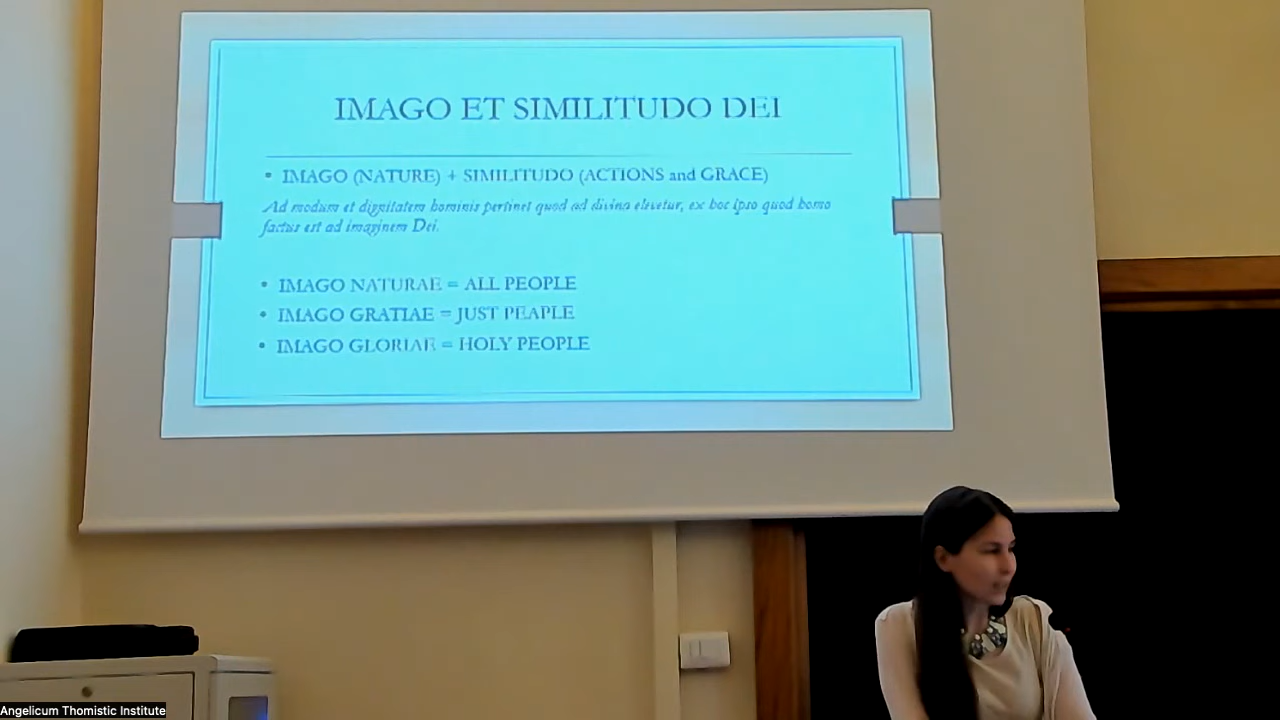 IMAGO ET SIMILITUDO DEI
• IMAGO (NATURE) + SIMILITUDO (ACTIONS and GRACE)
Ad modum et dignitatem hominis pertinet quod ad divina elevetur, ex hoc ipso quod homo
factus est ad imaginem Dei.
• IMAGO NATURAE = ALL PEOPLE
• IMAGO GRATIAE = JUST PEAPLE
• IMAGO GLORIAE = HOLY PEOPLE
Angelicum Thomistic Institute